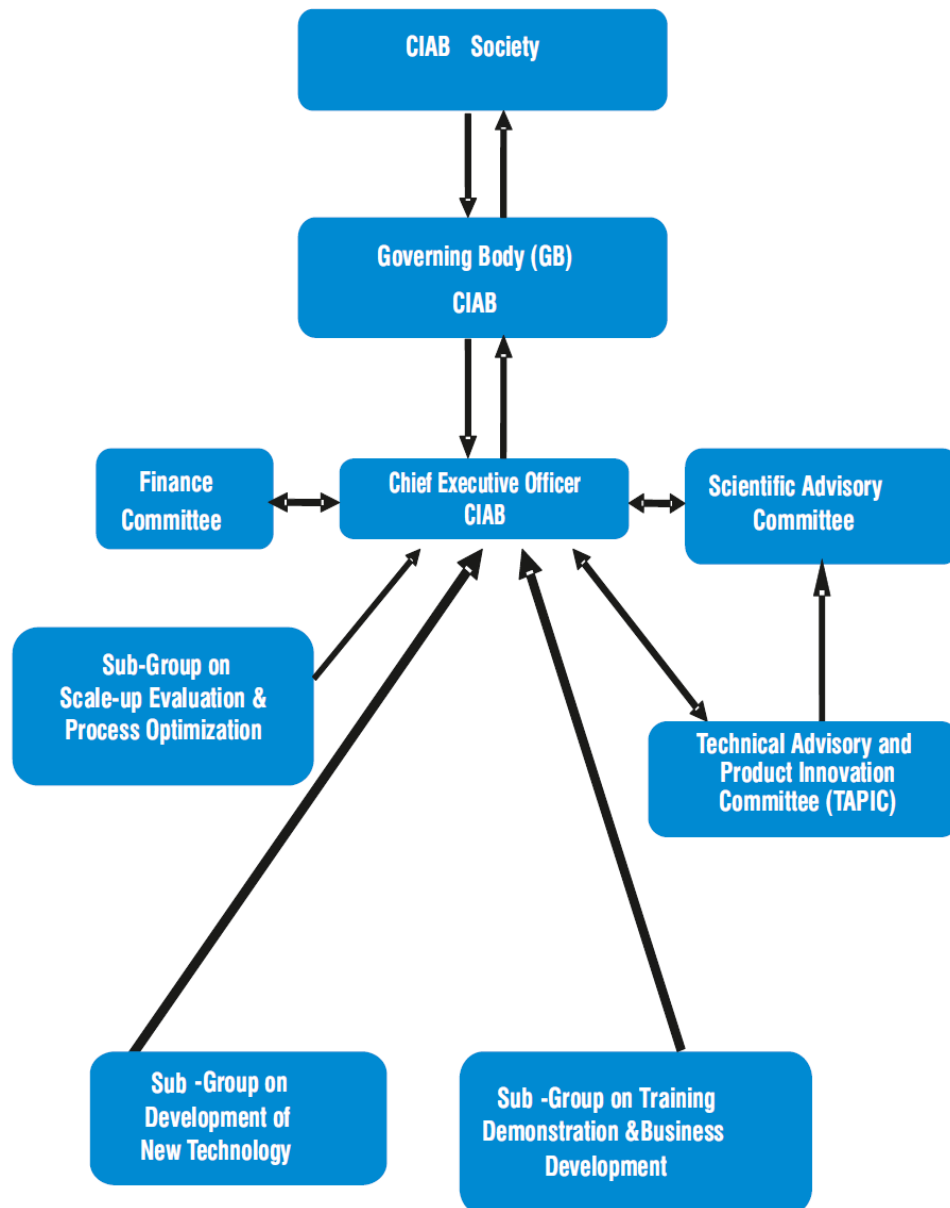 CIAB Society
Governing Body (GB)
CIAB
Finance
Committee
Chief Executive Officer
CIAB
Scientific Advisory
Committee
Sub-Group on
Scale-up Evaluation &
Process Optimization
Technical Advisory and
Product Innovation
Committee (TAPIC)
Sub -Group on
Development of
New Technology
Sub -Group on Training
Demonstration &Business
Development